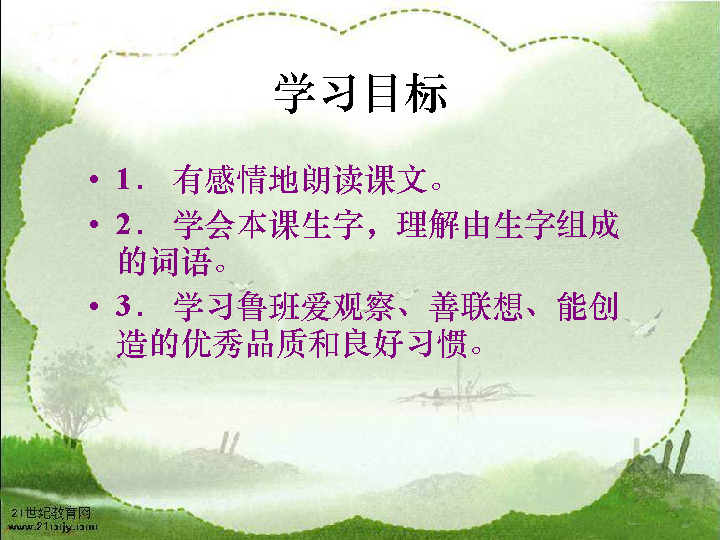 学习目标
• 1. 有感情地朗读课文。
• 2. 学会本课生字，理解由生字组成
的词语。
• 3. 学习鲁班爱观察、善联想、能创
造的优秀品质和良好习惯。
21世纪教育网
www.21cnjy.com